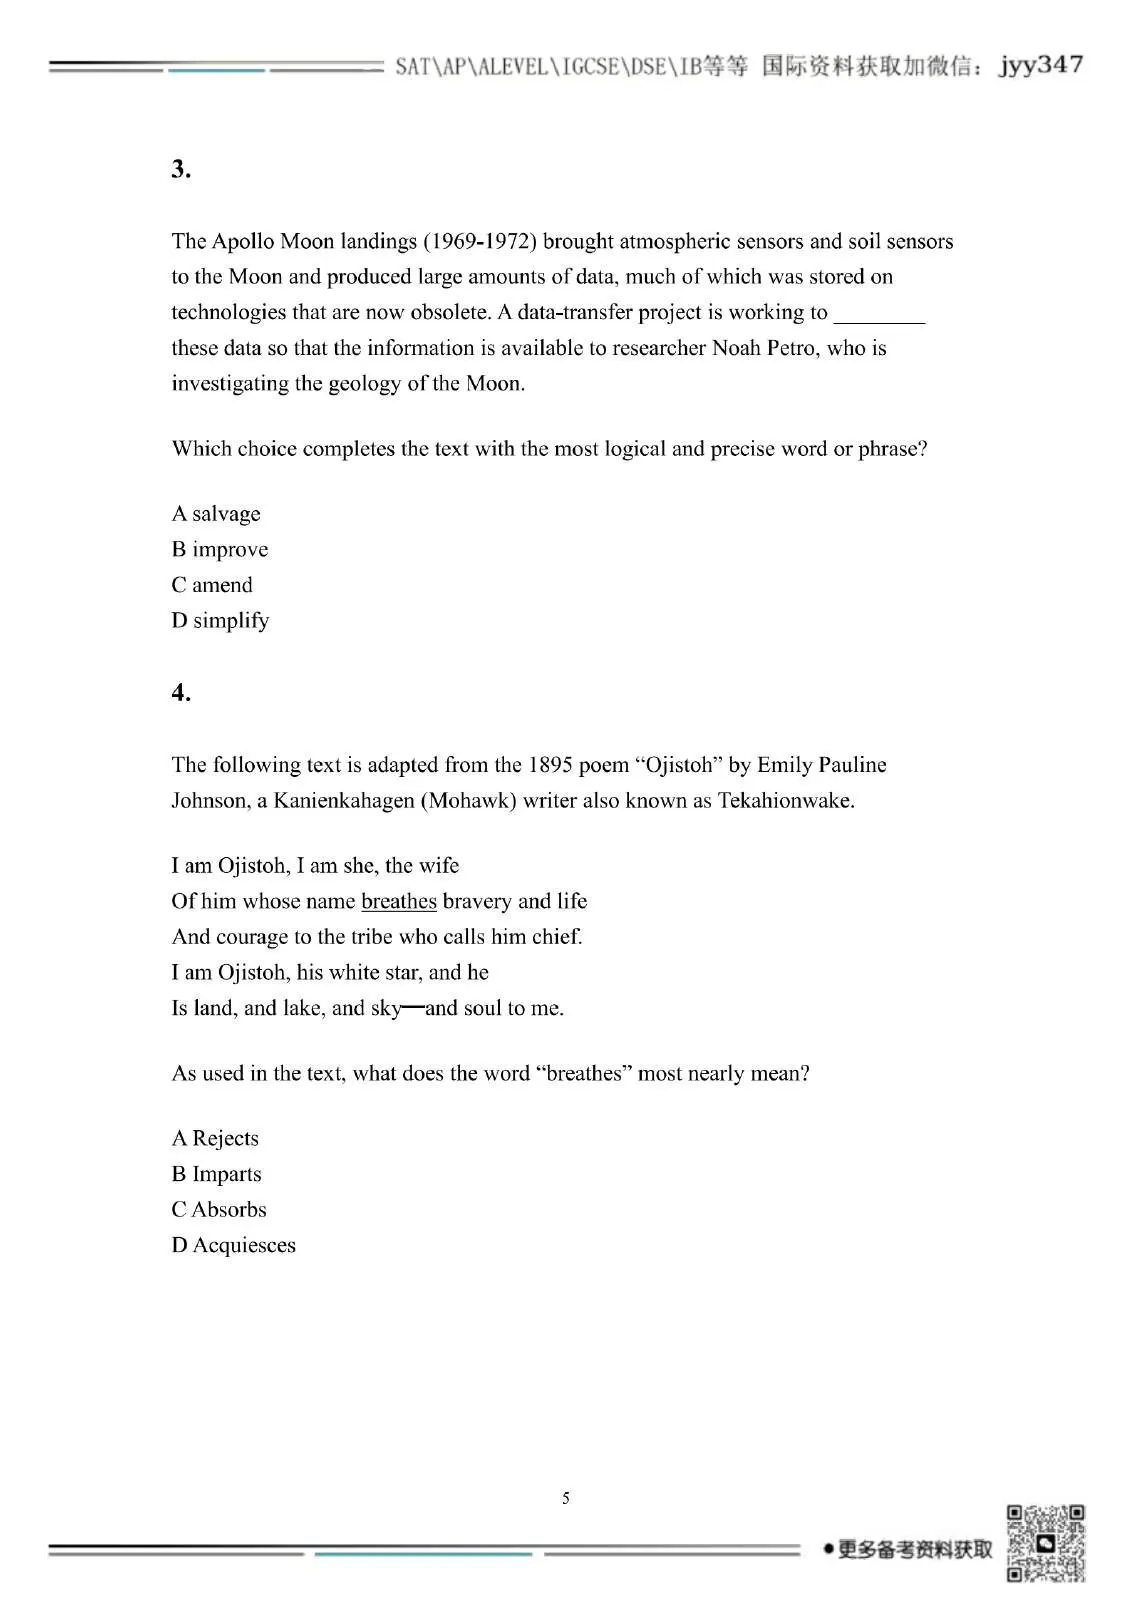 SAT\AP\ALEVEL\IGCSE\DSE\IB等等 国际资料获取加微信：jyy347
3.
The Apollo Moon landings (1969-1972) brought atmospheric sensors and soil sensors
to the Moon and produced large amounts of data, much of which was stored on
technologies that are now obsolete. A data-transfer project is working to ________
these data so that the information is available to researcher Noah Petro, who is
investigating the geology of the Moon.
Which choice completes the text with the most logical and precise word or phrase?
A salvage
B improve
C amend
D simplify
4.
The following text is adapted from the 1895 poem “Ojistoh” by Emily Pauline
Johnson, a Kanienkahagen (Mohawk) writer also known as Tekahionwake.
I am Ojistoh, I am she, the wife
Of him whose name breathes bravery and life
And courage to the tribe who calls him chief.
I am Ojistoh, his white star, and he
Is land, and lake, and sky—and soul to me.
As used in the text, what does the word “breathes” most nearly mean?
A Rejects
B Imparts
C Absorbs
D Acquiesces
5
●更多备考资料获取